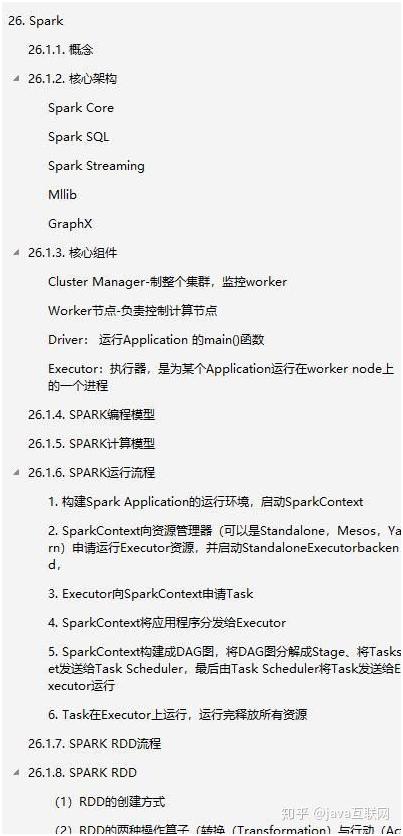 26. Spark
26.1.1. 概念
26.1.2. 核心架构
Spark Core
Spark SQL
Spark Streaming
Mllib
GraphX
26.1.3. 核心组件
Cluster Manager-制整个集群，监控worker
Worker节点-负责控制计算节点
Driver： 运行Application 的main()函数
Executor：执行器，是为某个Application运行在worker node上
的一个进程
26.1.4. SPARK编程模型
26.1.5. SPARK计算模型
26.1.6. SPARK运行流程
1. 构建Spark Application的运行环境，启动SparkContext
2. SparkContext向资源管理器（可以是Standalone，Mesos，Ya
rn）申请运行Executor资源，并启动StandaloneExecutorbacken
d，
3. Executor向SparkContext申请Task
4. SparkContext将应用程序分发给Executor
5. SparkContext构建成DAG图，将DAG图分解成Stage、将Tasks
et发送给Task Scheduler，最后由Task Scheduler将Task发送给E
xecutor运行
6. Task在Executor上运行，运行完释放所有资源
26.1.7. SPARK RDD流程
26.1.8. SPARK RDD
（1）RDD的创建方式
（2）RDD的两种操作算子（转换（Transformation）与行动（Ac
知乎 @java互联网